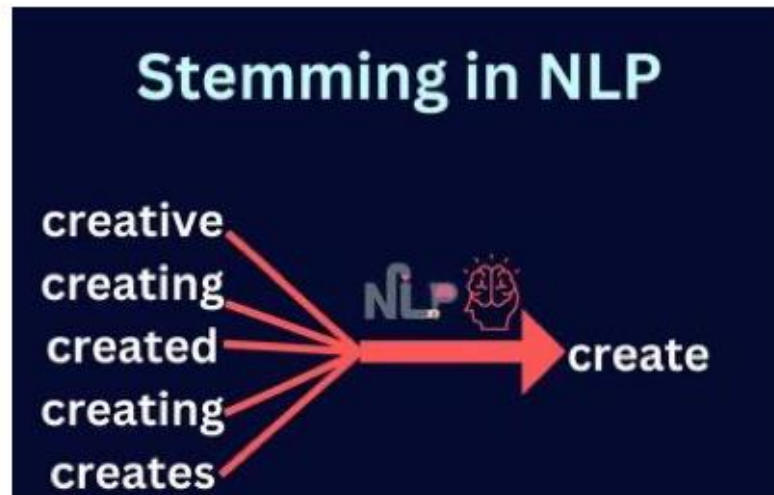 Stemming in NLP
creative
creating
NLP
created
create
creating
creates